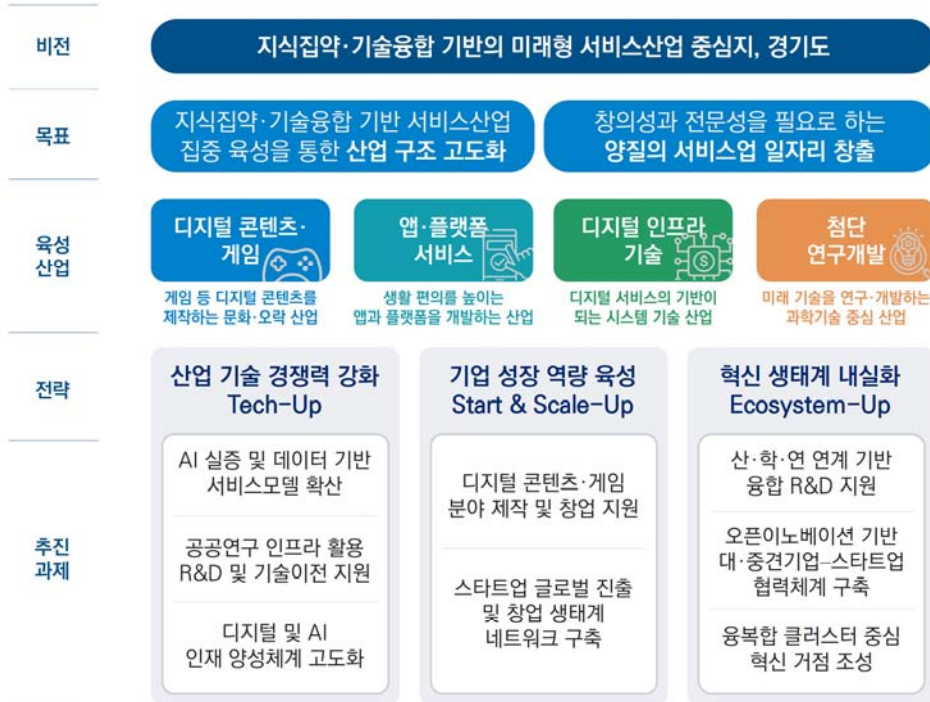 비전
지식집약·기술융합 기반의 미래형 서비스산업 중심지, 경기도
목표
지식집약·기술융합 기반 서비스산업
집중 육성을 통한 산업 구조 고도화
창의성과 전문성을 필요로 하는
양질의 서비스업 일자리 창출
육성
산업
디지털 콘텐츠·
게임
게임 등 디지털 콘텐츠를
제작하는 문화·오락 산업
앱·플랫폼
서비스
생활 편의를 높이는
앱과 플랫폼을 개발하는 산업
디지털 인프라
기술
디지털 서비스의 기반이
되는 시스템 기술 산업
첨단
연구개발
미래 기술을 연구·개발하는
과학기술 중심 산업
전략
산업 기술 경쟁력 강화
Tech-Up
기업 성장 역량 육성
Start & Scale-Up
혁신 생태계 내실화
Ecosystem-Up
추진
과제
AI 실증 및 데이터 기반
서비스모델 확산
공공연구 인프라 활용
R&D 및 기술이전 지원
디지털 및 AI
인재 양성체계 고도화
디지털 콘텐츠·게임
분야 제작 및 창업 지원
스타트업 글로벌 진출
및 창업 생태계
네트워크 구축
산·학·연 연계 기반
융합 R&D 지원
오픈이노베이션 기반
대·중견기업–스타트업
협력체계 구축
융복합 클러스터 중심
혁신 거점 조성